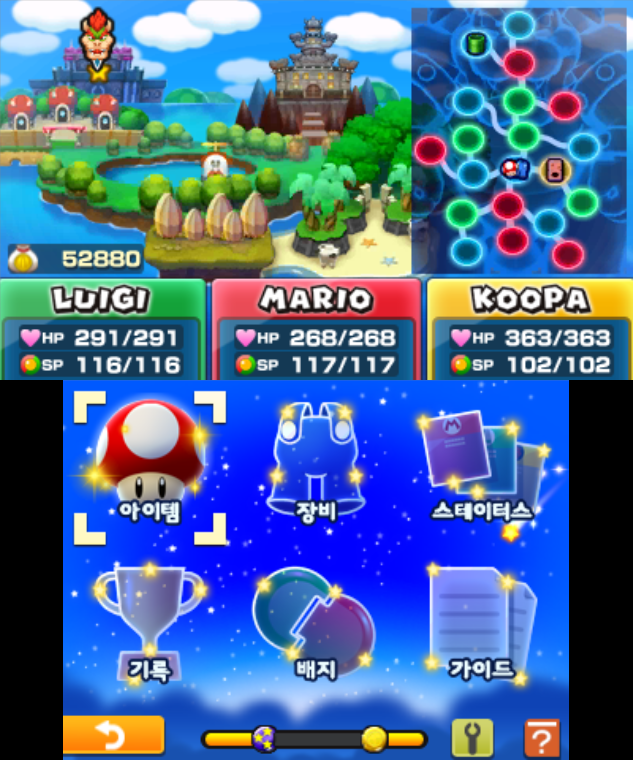 52880
LUIGI MARIO KOOPA
HP 291/291 HP 268/268 HP 363/363
SP 116/116 SP 117/117 SP 102/102
아이템 장비 스테이터스
기록 배지 가이드
?